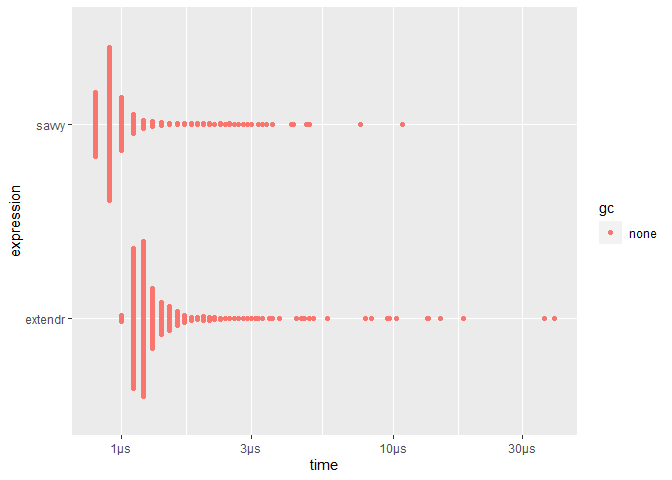 expression
savvy
extendr
1µs
3µs
10µs
30µs
time
gc
none